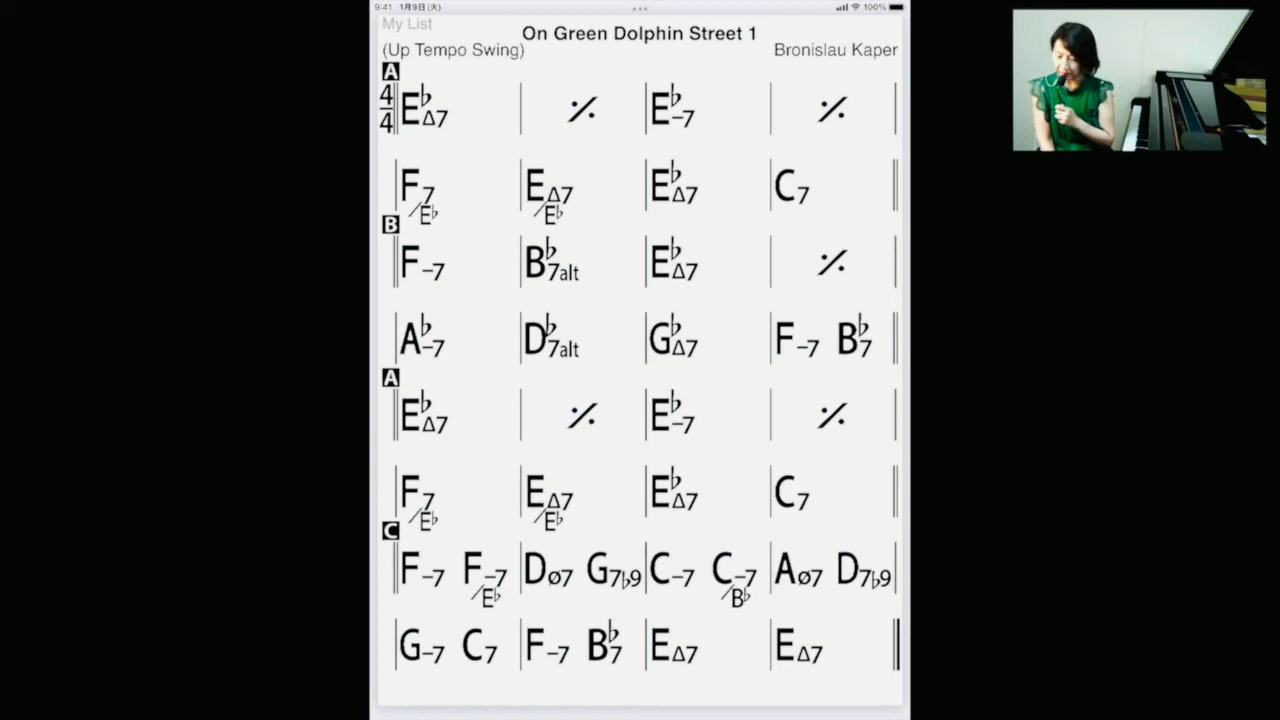 9:41 1月9日(火) 100%
My List
On Green Dolphin Street 1
(Up Tempo Swing) Bronislau Kaper
A
4/4 E♭Δ7 𝄎 E♭–7 𝄎
F7/E♭ EΔ7/E♭ E♭Δ7 C7
B
F–7 B♭7alt E♭Δ7 𝄎
A♭–7 D♭7alt G♭Δ7 F–7 B♭7
A
E♭Δ7 𝄎 E♭–7 𝄎
F7/E♭ EΔ7/E♭ E♭Δ7 C7
C
F–7 F–7/E♭ Dø7 G7♭9 C–7 C–7/B♭ Aø7 D7♭9
G–7 C7 F–7 B♭7 EΔ7 EΔ7